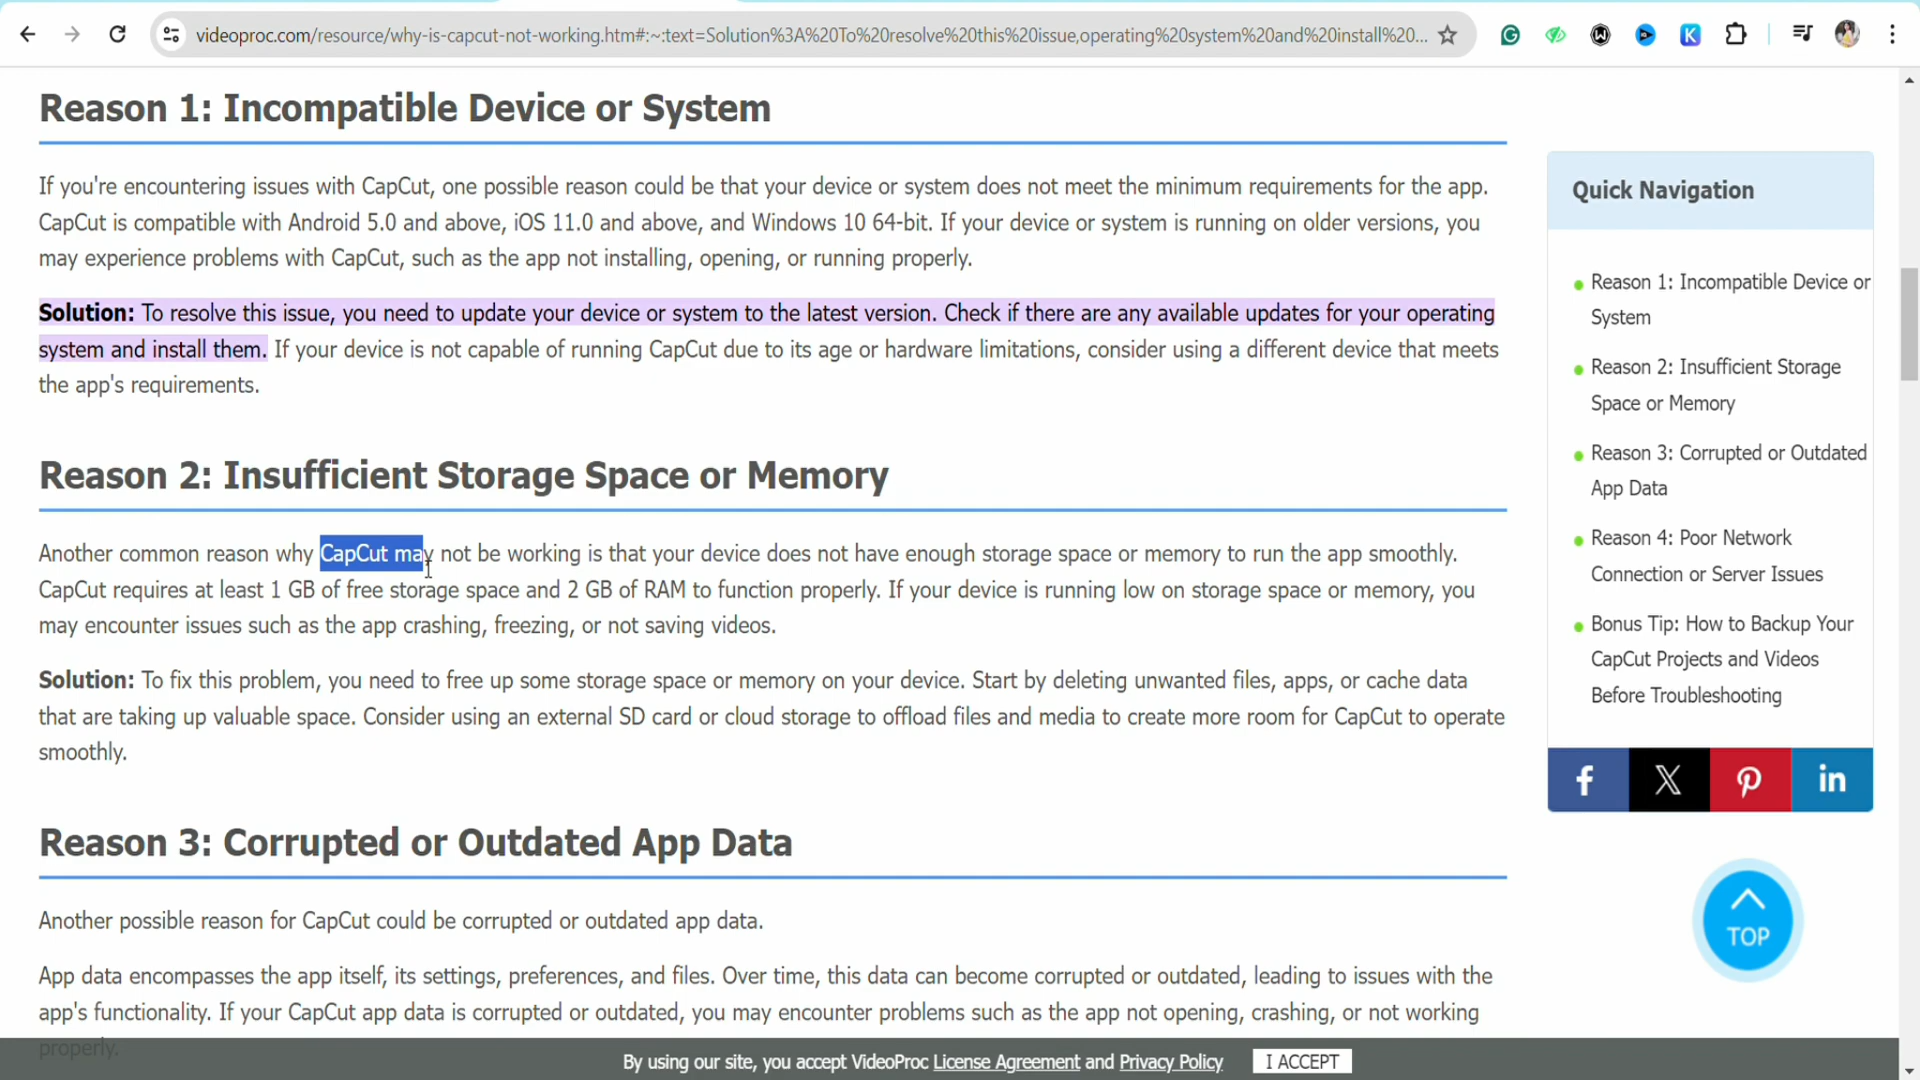 videoproc.com/resource/why-is-capcut-not-working.htm#:~:text=Solution%3A%20To%20resolve%20this%20issue,operating%20system%20and%20install%20...
Reason 1: Incompatible Device or System
If you're encountering issues with CapCut, one possible reason could be that your device or system does not meet the minimum requirements for the app.
CapCut is compatible with Android 5.0 and above, iOS 11.0 and above, and Windows 10 64-bit. If your device or system is running on older versions, you
may experience problems with CapCut, such as the app not installing, opening, or running properly.
Solution: To resolve this issue, you need to update your device or system to the latest version. Check if there are any available updates for your operating
system and install them. If your device is not capable of running CapCut due to its age or hardware limitations, consider using a different device that meets
the app's requirements.
Reason 2: Insufficient Storage Space or Memory
Another common reason why CapCut may not be working is that your device does not have enough storage space or memory to run the app smoothly.
CapCut requires at least 1 GB of free storage space and 2 GB of RAM to function properly. If your device is running low on storage space or memory, you
may encounter issues such as the app crashing, freezing, or not saving videos.
Solution: To fix this problem, you need to free up some storage space or memory on your device. Start by deleting unwanted files, apps, or cache data
that are taking up valuable space. Consider using an external SD card or cloud storage to offload files and media to create more room for CapCut to operate
smoothly.
Reason 3: Corrupted or Outdated App Data
Another possible reason for CapCut could be corrupted or outdated app data.
App data encompasses the app itself, its settings, preferences, and files. Over time, this data can become corrupted or outdated, leading to issues with the
app's functionality. If your CapCut app data is corrupted or outdated, you may encounter problems such as the app not opening, crashing, or not working
properly.
Quick Navigation
Reason 1: Incompatible Device or
System
Reason 2: Insufficient Storage
Space or Memory
Reason 3: Corrupted or Outdated
App Data
Reason 4: Poor Network
Connection or Server Issues
Bonus Tip: How to Backup Your
CapCut Projects and Videos
Before Troubleshooting
TOP
By using our site, you accept VideoProc License Agreement and Privacy Policy
I ACCEPT